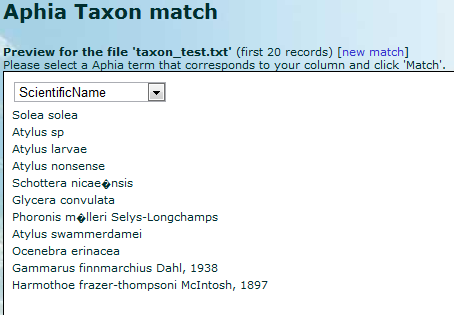 Aphia Taxon match
Preview for the file 'taxon_test.txt' (first 20 records) [new match]
Please select a Aphia term that corresponds to your column and click 'Match'.
ScientificName
Solea solea
Atylus sp
Atylus larvae
Atylus nonsense
Schottera nicae�nsis
Glycera convulata
Phoronis m�lleri Selys-Longchamps
Atylus swammerdamei
Ocenebra erinacea
Gammarus finnmarchius Dahl, 1938
Harmothoe frazer-thompsoni McIntosh, 1897